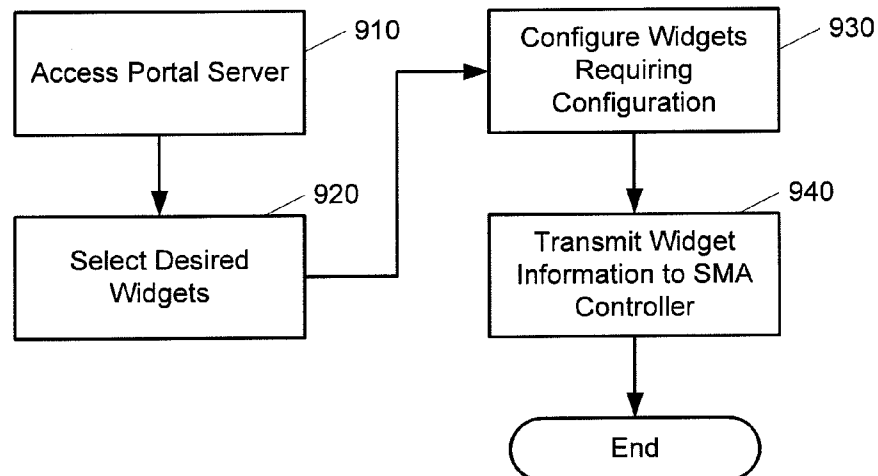 910
Access Portal Server
920
Select Desired
Widgets
930
Configure Widgets
Requiring
Configuration
940
Transmit Widget
Information to SMA
Controller
End